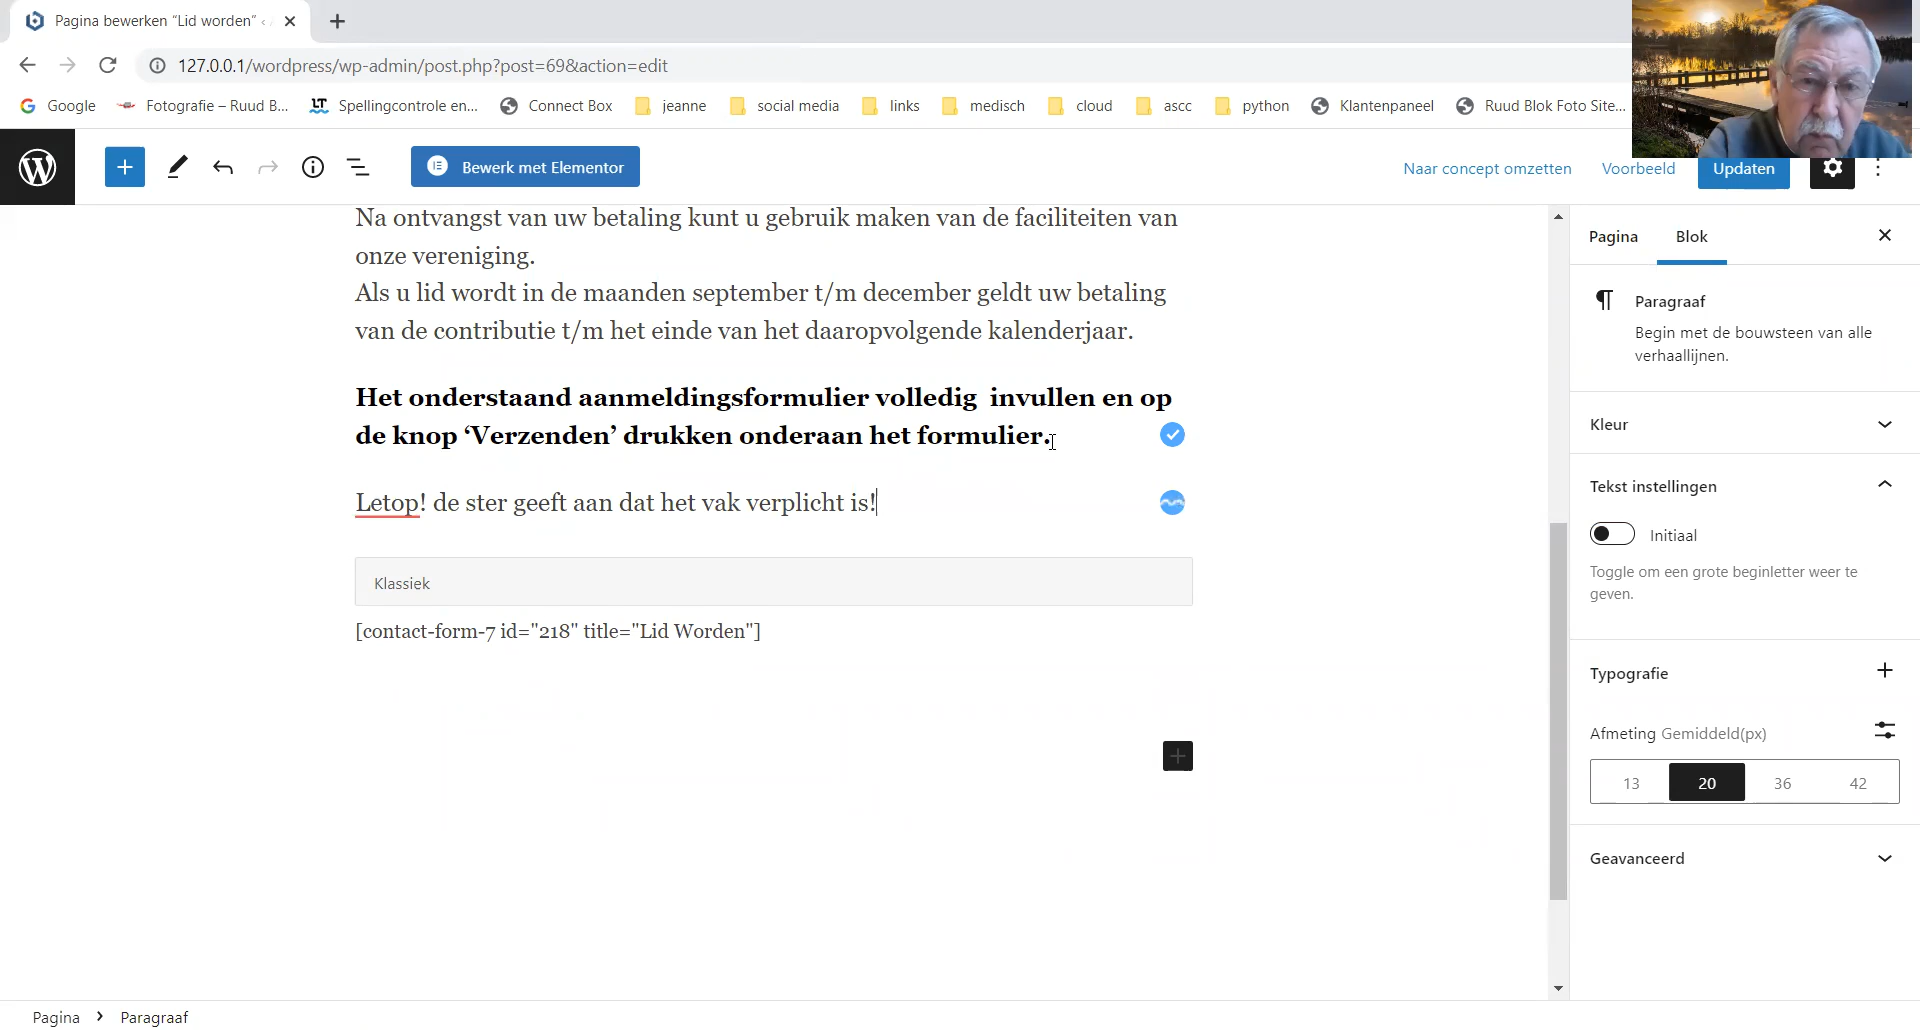 Pagina bewerken “Lid worden” ‹
127.0.0.1/wordpress/wp-admin/post.php?post=69&action=edit
Google
Fotografie – Ruud B...
Spellingcontrole en...
Connect Box
jeanne
social media
links
medisch
cloud
ascc
python
Klantenpaneel
Ruud Blok Foto Site...
Bewerk met Elementor
Naar concept omzetten
Voorbeeld
Updaten
Na ontvangst van uw betaling kunt u gebruik maken van de faciliteiten van
onze vereniging.
Als u lid wordt in de maanden september t/m december geldt uw betaling
van de contributie t/m het einde van het daaropvolgende kalenderjaar.
Het onderstaand aanmeldingsformulier volledig  invullen en op
de knop ‘Verzenden’ drukken onderaan het formulier.
Letop! de ster geeft aan dat het vak verplicht is!
Klassiek
[contact-form-7 id="218" title="Lid Worden"]
Pagina
Blok
Paragraaf
Begin met de bouwsteen van alle
verhaallijnen.
Kleur
Tekst instellingen
Initiaal
Toggle om een grote beginletter weer te
geven.
Typografie
Afmeting Gemiddeld(px)
13 20 36 42
Geavanceerd
Pagina › Paragraaf